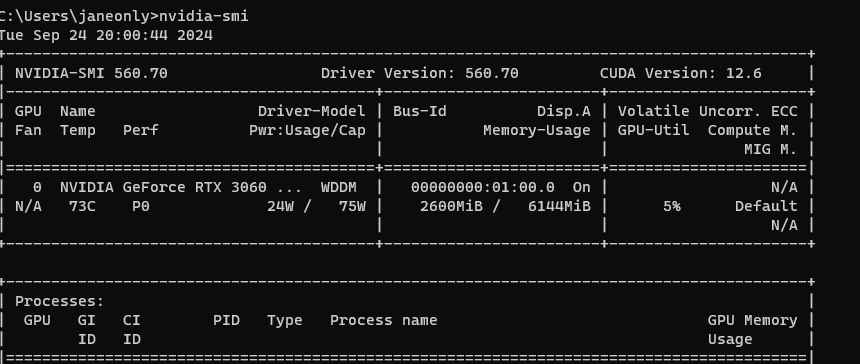 C:\Users\janeonly>nvidia-smi
Tue Sep 24 20:00:44 2024
+-----------------------------------------------------------------------------------------+
| NVIDIA-SMI 560.70                 Driver Version: 560.70         CUDA Version: 12.6     |
|-----------------------------------------+------------------------+----------------------+
| GPU  Name                  Driver-Model | Bus-Id          Disp.A | Volatile Uncorr. ECC |
| Fan  Temp   Perf          Pwr:Usage/Cap |           Memory-Usage | GPU-Util  Compute M. |
|                                         |                        |               MIG M. |
|=========================================+========================+======================|
|   0  NVIDIA GeForce RTX 3060 ...  WDDM  |   00000000:01:00.0  On |                  N/A |
| N/A   73C    P0             24W /   75W |    2600MiB /   6144MiB |      5%      Default |
|                                         |                        |                  N/A |
+-----------------------------------------+------------------------+----------------------+
+-----------------------------------------------------------------------------------------+
| Processes:                                                                              |
|  GPU   GI   CI        PID   Type   Process name                              GPU Memory |
|        ID   ID                                                               Usage      |
|=========================================================================================|